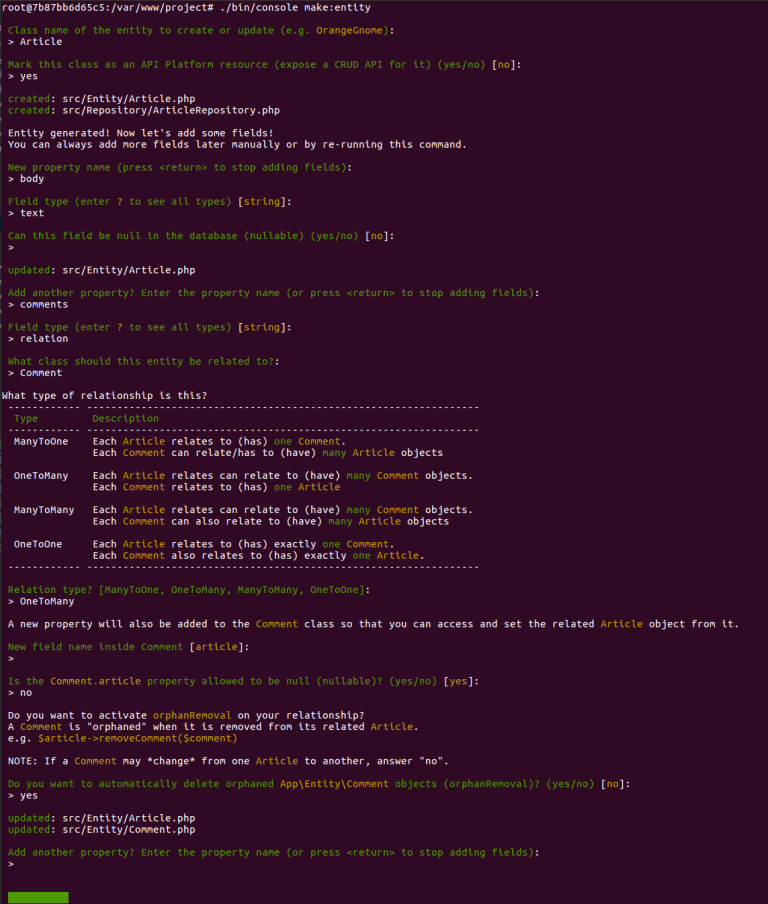 root@7b87bb6d65c5:/var/www/project# ./bin/console make:entity
Class name of the entity to create or update (e.g. OrangeGnome):
> Article
Mark this class as an API Platform resource (expose a CRUD API for it) (yes/no) [no]:
> yes
created: src/Entity/Article.php
created: src/Repository/ArticleRepository.php
Entity generated! Now let's add some fields!
You can always add more fields later manually or by re-running this command.
New property name (press <return> to stop adding fields):
> body
Field type (enter ? to see all types) [string]:
> text
Can this field be null in the database (nullable) (yes/no) [no]:
>
updated: src/Entity/Article.php
Add another property? Enter the property name (or press <return> to stop adding fields):
> comments
Field type (enter ? to see all types) [string]:
> relation
What class should this entity be related to?:
> Comment
What type of relationship is this?
------------ --------------------------------------------------------------------
Type Description
------------ --------------------------------------------------------------------
ManyToOne Each Article relates to (has) one Comment.
Each Comment can relate/has to (have) many Article objects
OneToMany Each Article relates can relate to (have) many Comment objects.
Each Comment relates to (has) one Article
ManyToMany Each Article relates can relate to (have) many Comment objects.
Each Comment can also relate to (have) many Article objects
OneToOne Each Article relates to (has) exactly one Comment.
Each Comment also relates to (has) exactly one Article.
------------ --------------------------------------------------------------------
Relation type? [ManyToOne, OneToMany, ManyToMany, OneToOne]:
> OneToMany
A new property will also be added to the Comment class so that you can access and set the related Article object from it.
New field name inside Comment [article]:
>
Is the Comment.article property allowed to be null (nullable)? (yes/no) [yes]:
> no
Do you want to activate orphanRemoval on your relationship?
A Comment is "orphaned" when it is removed from its related Article.
e.g. $article->removeComment($comment)
NOTE: If a Comment may *change* from one Article to another, answer "no".
Do you want to automatically delete orphaned App\Entity\Comment objects (orphanRemoval)? (yes/no) [no]:
> yes
updated: src/Entity/Article.php
updated: src/Entity/Comment.php
Add another property? Enter the property name (or press <return> to stop adding fields):
>